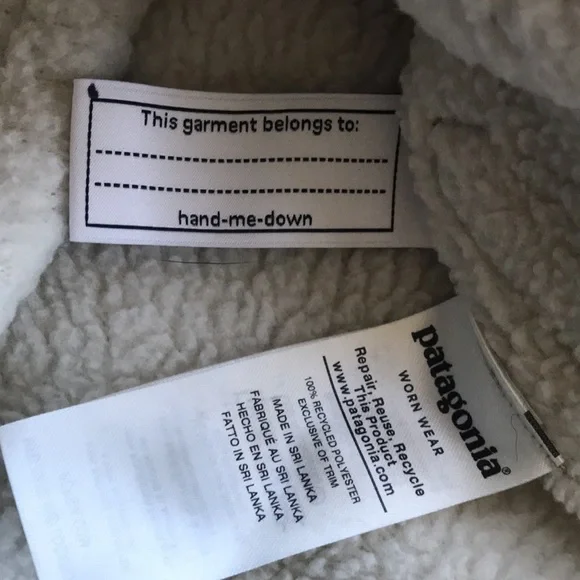 This garment belongs to:
hand-me-down
patagonia®
WORN WEAR
Repair, Reuse, Recycle
This Product
www.patagonia.com
100% RECYCLED POLYESTER
EXCLUSIVE OF TRIM
MADE IN SRI LANKA
FABRIQUÉ AU SRI LANKA
HECHO EN SRI LANKA
FATTO IN SRI LANKA